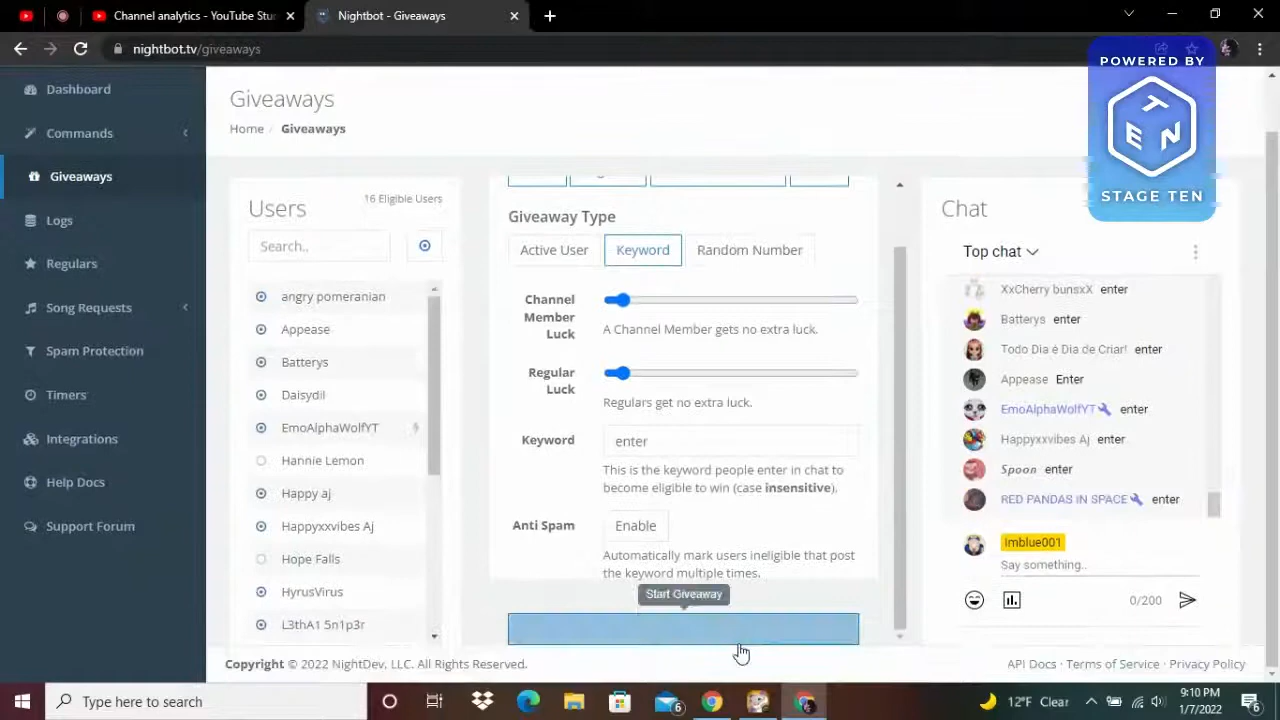 Channel analytics - YouTube Stu
Nightbot - Giveaways
nightbot.tv/giveaways
POWERED BY
TEN
STAGE TEN
Dashboard
Commands
Giveaways
Logs
Regulars
Song Requests
Spam Protection
Timers
Integrations
Help Docs
Support Forum
Giveaways
Home / Giveaways
Users
16 Eligible Users
Search..
angry pomeranian
Appease
Batterys
Daisydil
EmoAlphaWolfYT
Hannie Lemon
Happy aj
Happyxxvibes Aj
Hope Falls
HyrusVirus
L3thA1 5n1p3r
Giveaway Type
Active User
Keyword
Random Number
Channel
Member
Luck
A Channel Member gets no extra luck.
Regular
Luck
Regulars get no extra luck.
Keyword
enter
This is the keyword people enter in chat to
become eligible to win (case insensitive).
Anti Spam
Enable
Automatically mark users ineligible that post
the keyword multiple times.
Start Giveaway
Chat
Top chat
XxCherry bunsxX enter
Batterys enter
Todo Dia é Dia de Criar! enter
Appease Enter
EmoAlphaWolfYT enter
Happyxxvibes Aj enter
Spoon enter
RED PANDAS IN SPACE enter
Imblue001
Say something..
0/200
Copyright © 2022 NightDev, LLC. All Rights Reserved.
API Docs · Terms of Service · Privacy Policy
Type here to search
6
12°F Clear
9:10 PM
1/7/2022
6